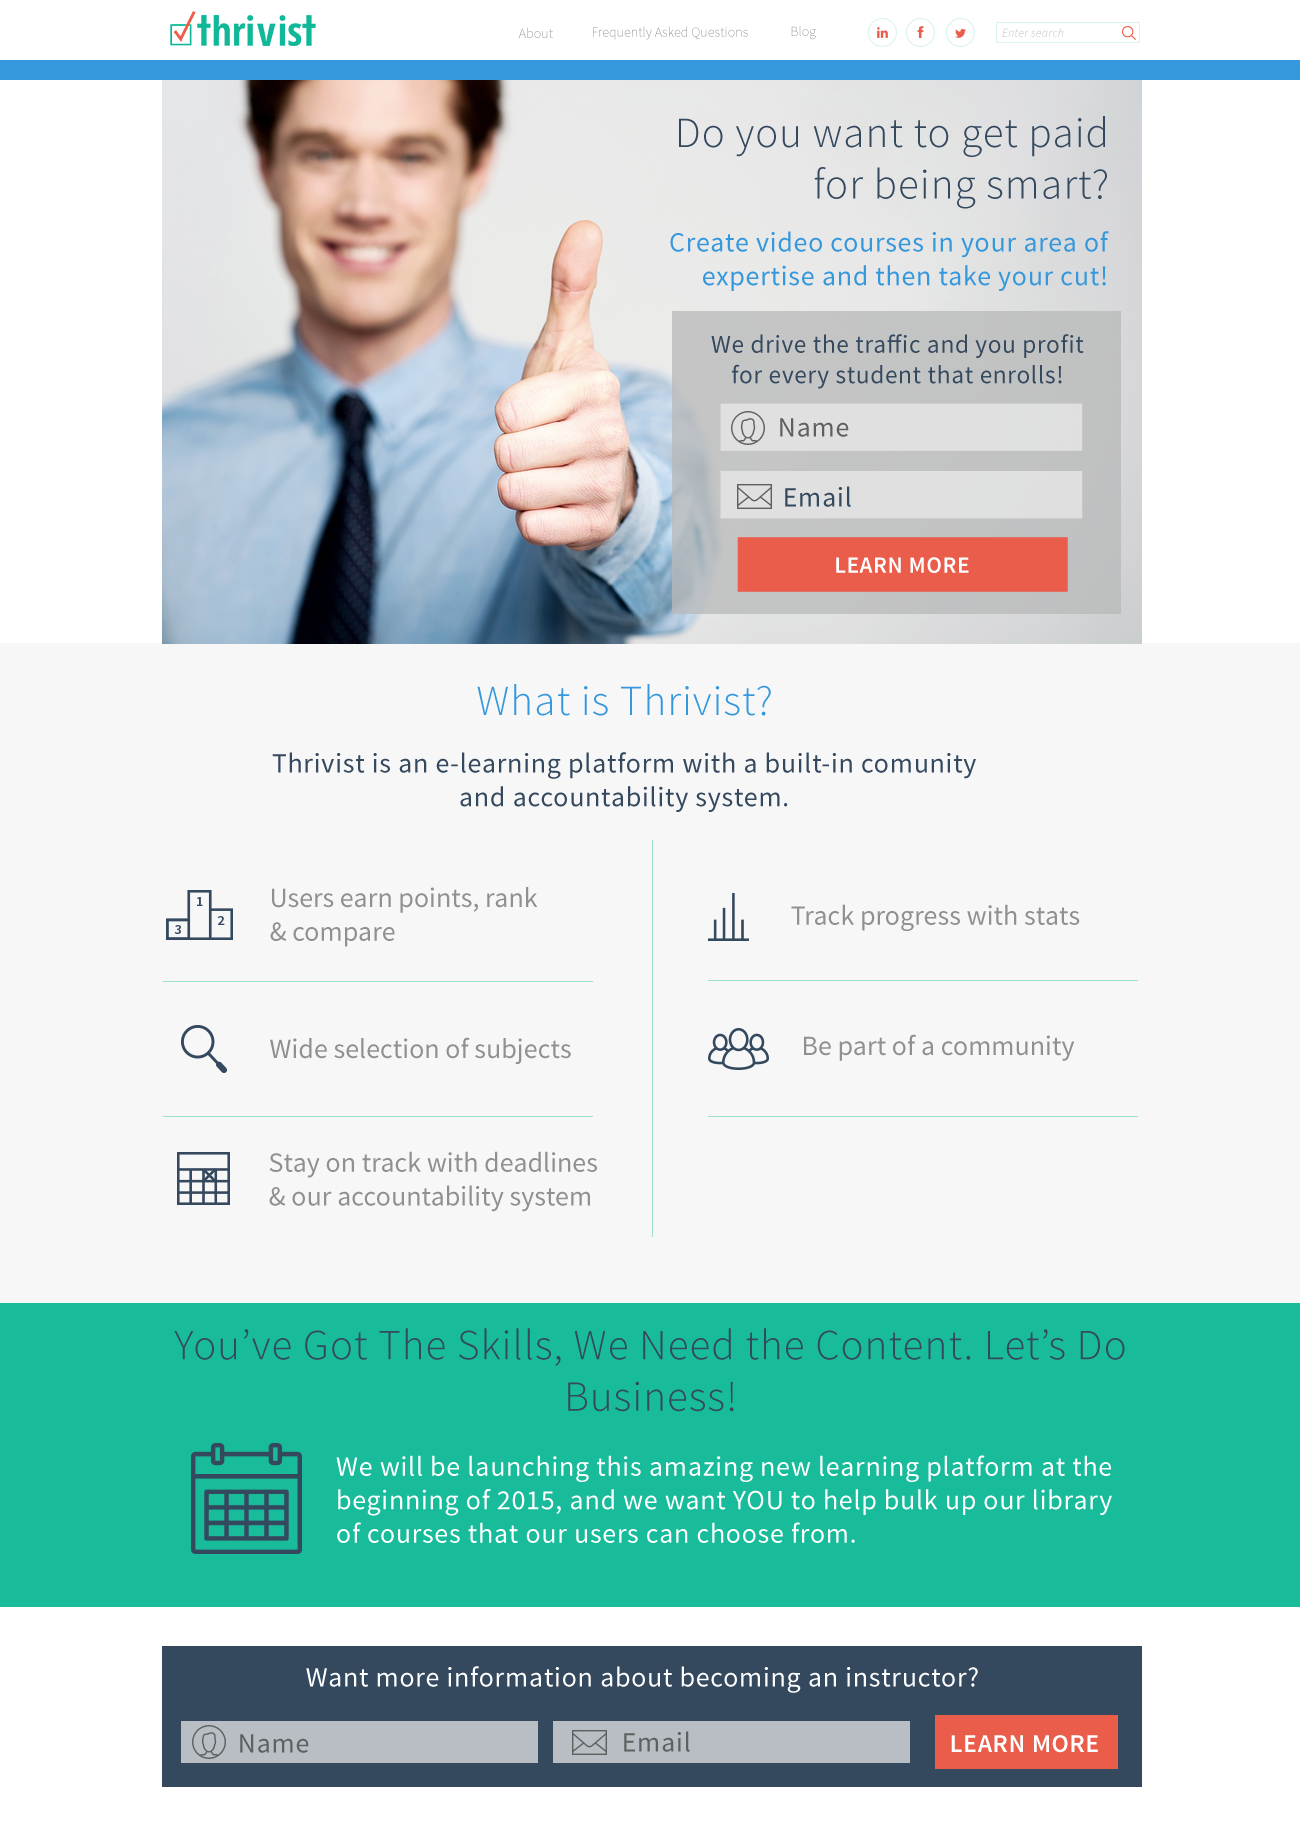 thrivist
About
Frequently Asked Questions
Blog
in
f
Enter search
Do you want to get paid
for being smart?
Create video courses in your area of
expertise and then take your cut!
We drive the traffic and you profit
for every student that enrolls!
Name
Email
LEARN MORE
What is Thrivist?
Thrivist is an e-learning platform with a built-in comunity
and accountability system.
1
2
3
Users earn points, rank
& compare
Track progress with stats
Wide selection of subjects
Be part of a community
Stay on track with deadlines
& our accountability system
You’ve Got The Skills, We Need the Content. Let’s Do
Business!
We will be launching this amazing new learning platform at the
beginning of 2015, and we want YOU to help bulk up our library
of courses that our users can choose from.
Want more information about becoming an instructor?
Name
Email
LEARN MORE